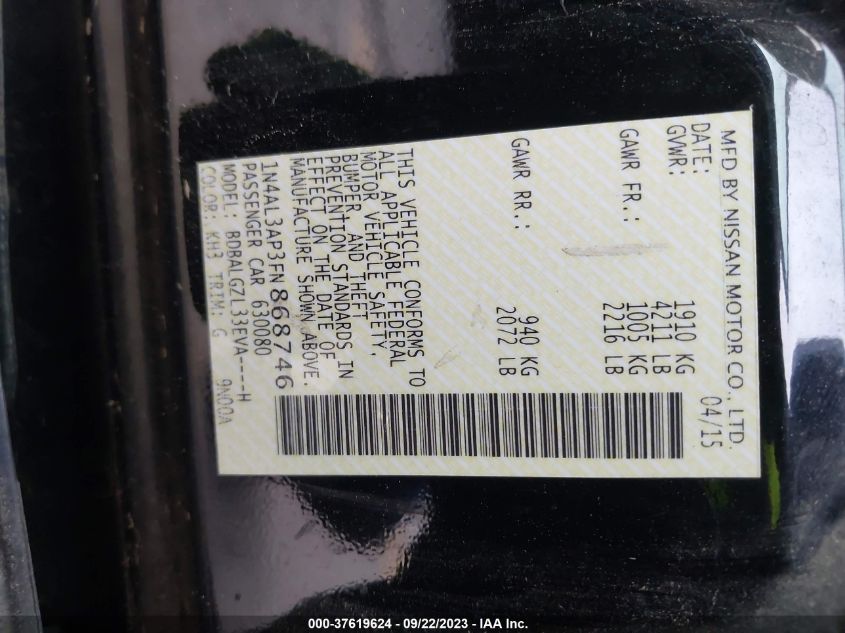 MFD BY NISSAN MOTOR CO., LTD.
DATE: 04/15
GVWR: 1910 KG
4211 LB
GAWR FR.: 1005 KG
2216 LB
GAWR RR.: 940 KG
2072 LB
THIS VEHICLE CONFORMS TO
ALL APPLICABLE FEDERAL
MOTOR VEHICLE SAFETY,
BUMPER, AND THEFT
PREVENTION STANDARDS IN
EFFECT ON THE DATE OF
MANUFACTURE SHOWN ABOVE.
1N4AL3AP3FN868746
PASSENGER CAR 630080
MODEL: BDBALGZL33EVA----H
COLOR: KH3 TRIM: G 9N00A
000-37619624 - 09/22/2023 - IAA Inc.